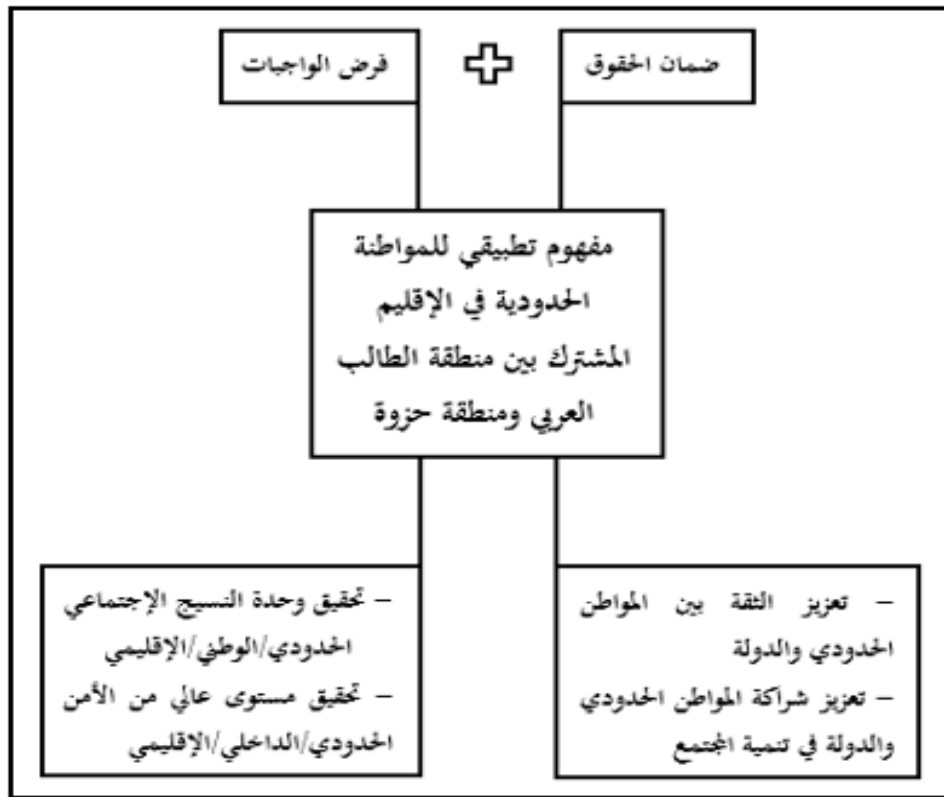 ضمان الحقوق
فرض الواجبات
مفهوم تطبيقي للمواطنة
الحدودية في الإقليم
المشترك بين منطقة الطالب
العربي ومنطقة حزوة
– تعزيز الثقة بين المواطن
الحدودي والدولة
– تعزيز شراكة المواطن الحدودي
والدولة في تنمية المجتمع
– تحقيق وحدة النسيج الإجتماعي
الحدودي/الوطني/الإقليمي
– تحقيق مستوى عالي من الأمن
الحدودي/الداخلي/الإقليمي